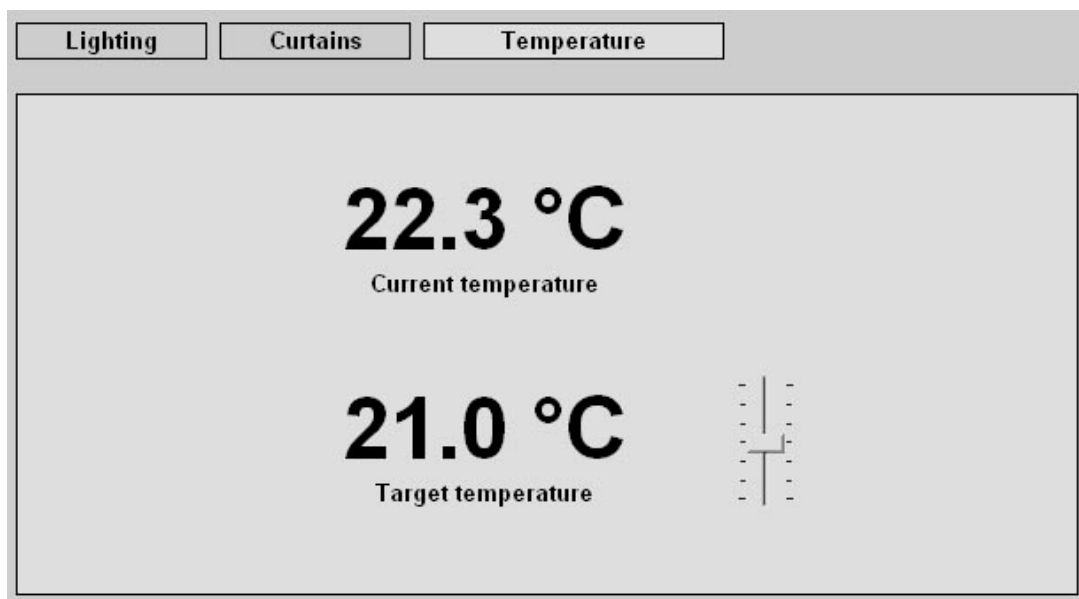 Lighting
Curtains
Temperature
22.3 °C
Current temperature
21.0 °C
Target temperature